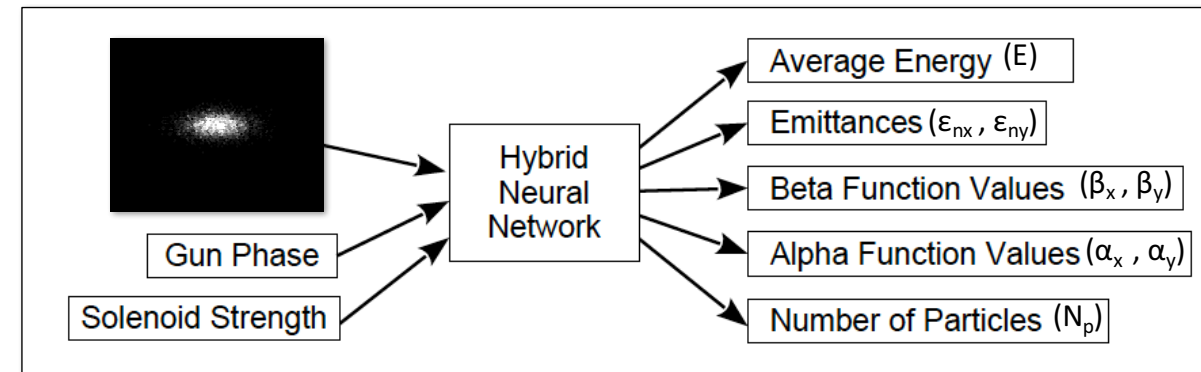 Gun Phase
Solenoid Strength
Hybrid
Neural
Network
Average Energy (E)
Emittances (εnx , εny)
Beta Function Values (βx , βy)
Alpha Function Values (αx , αy)
Number of Particles (Np)